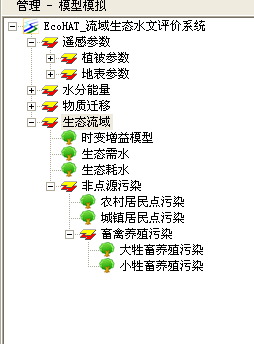 管理 - 模型模拟
EcoHAT_流域生态水文评价系统
遥感参数
植被参数
地表参数
水分能量
物质迁移
生态流域
时变增益模型
生态需水
生态耗水
非点源污染
农村居民点污染
城镇居民点污染
畜禽养殖污染
大牲畜养殖污染
小牲畜养殖污染